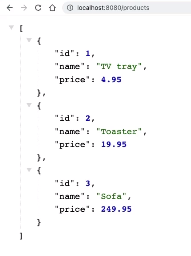 localhost:8080/products
[
{
"id": 1,
"name": "TV tray",
"price": 4.95
},
{
"id": 2,
"name": "Toaster",
"price": 19.95
},
{
"id": 3,
"name": "Sofa",
"price": 249.95
}
]